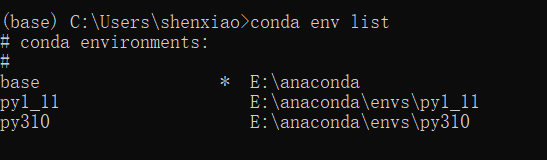 (base) C:\Users\shenxiao>conda env list
# conda environments:
#
base                  *  E:\anaconda
py1_11                   E:\anaconda\envs\py1_11
py310                    E:\anaconda\envs\py310